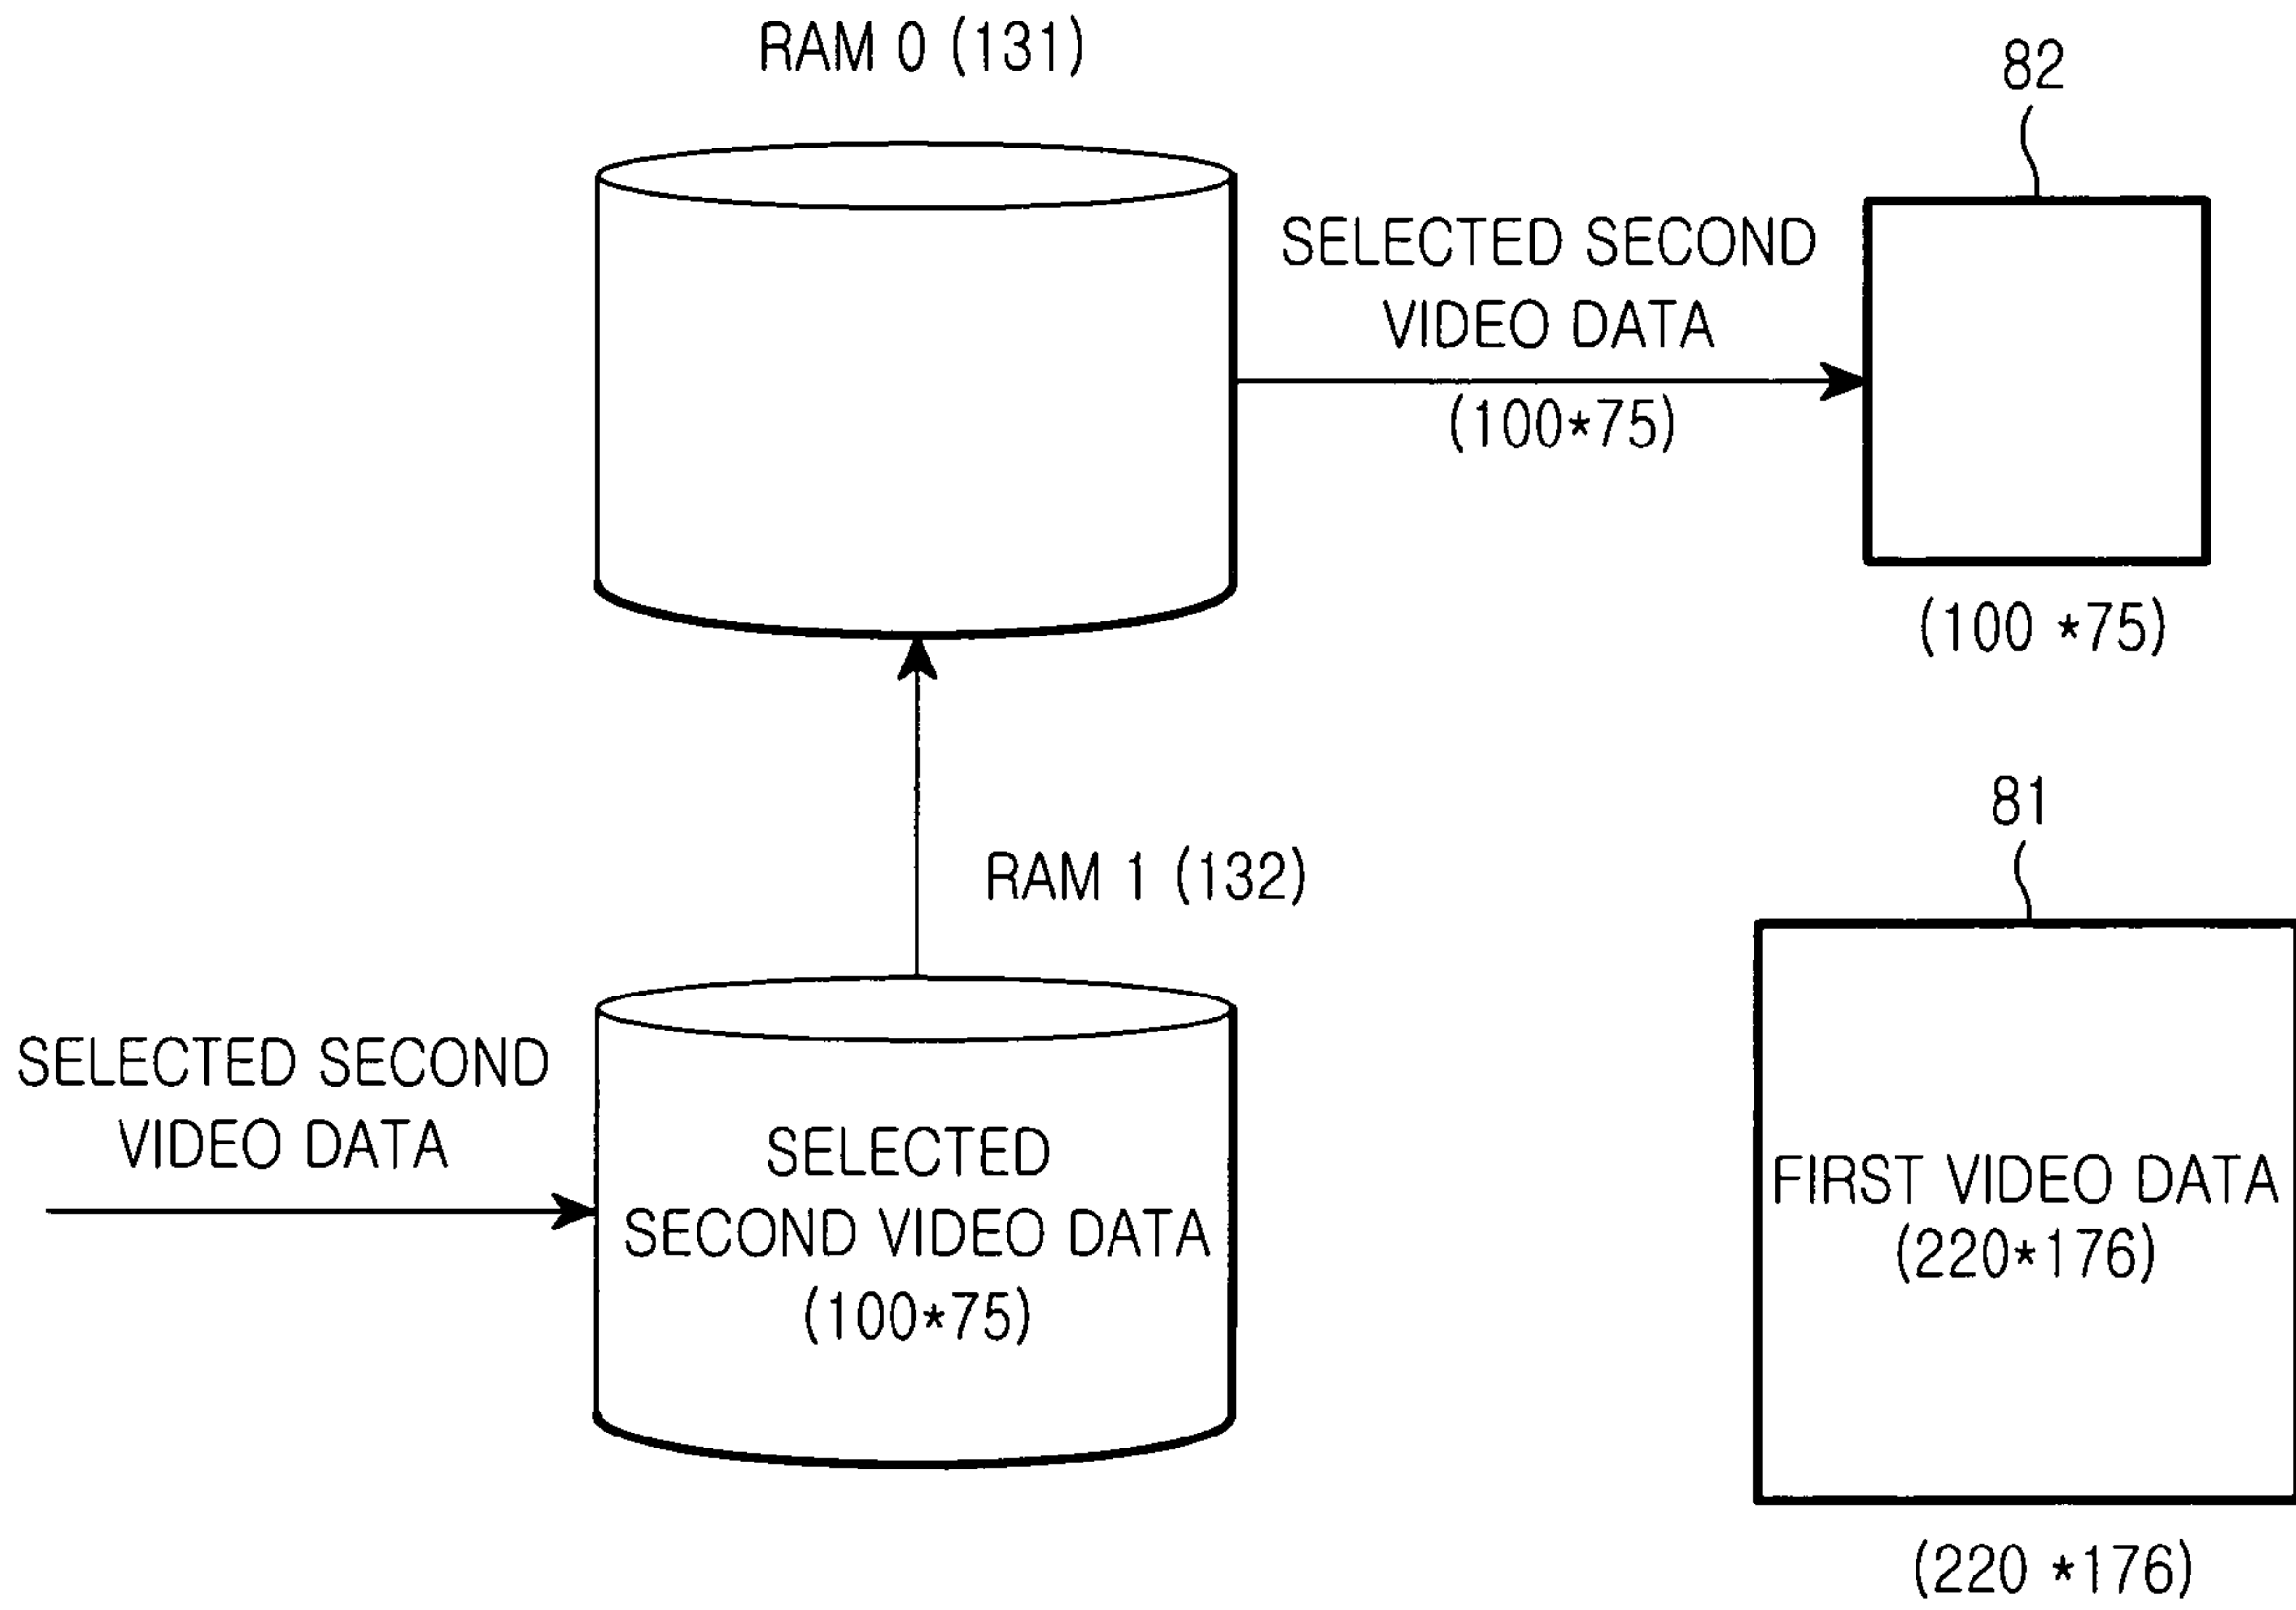 RAM 0 (131)
82
SELECTED SECOND
VIDEO DATA
(100*75)
(100 *75)
81
RAM 1 (132)
SELECTED SECOND
VIDEO DATA
SELECTED
SECOND VIDEO DATA
(100*75)
FIRST VIDEO DATA
(220*176)
(220 *176)